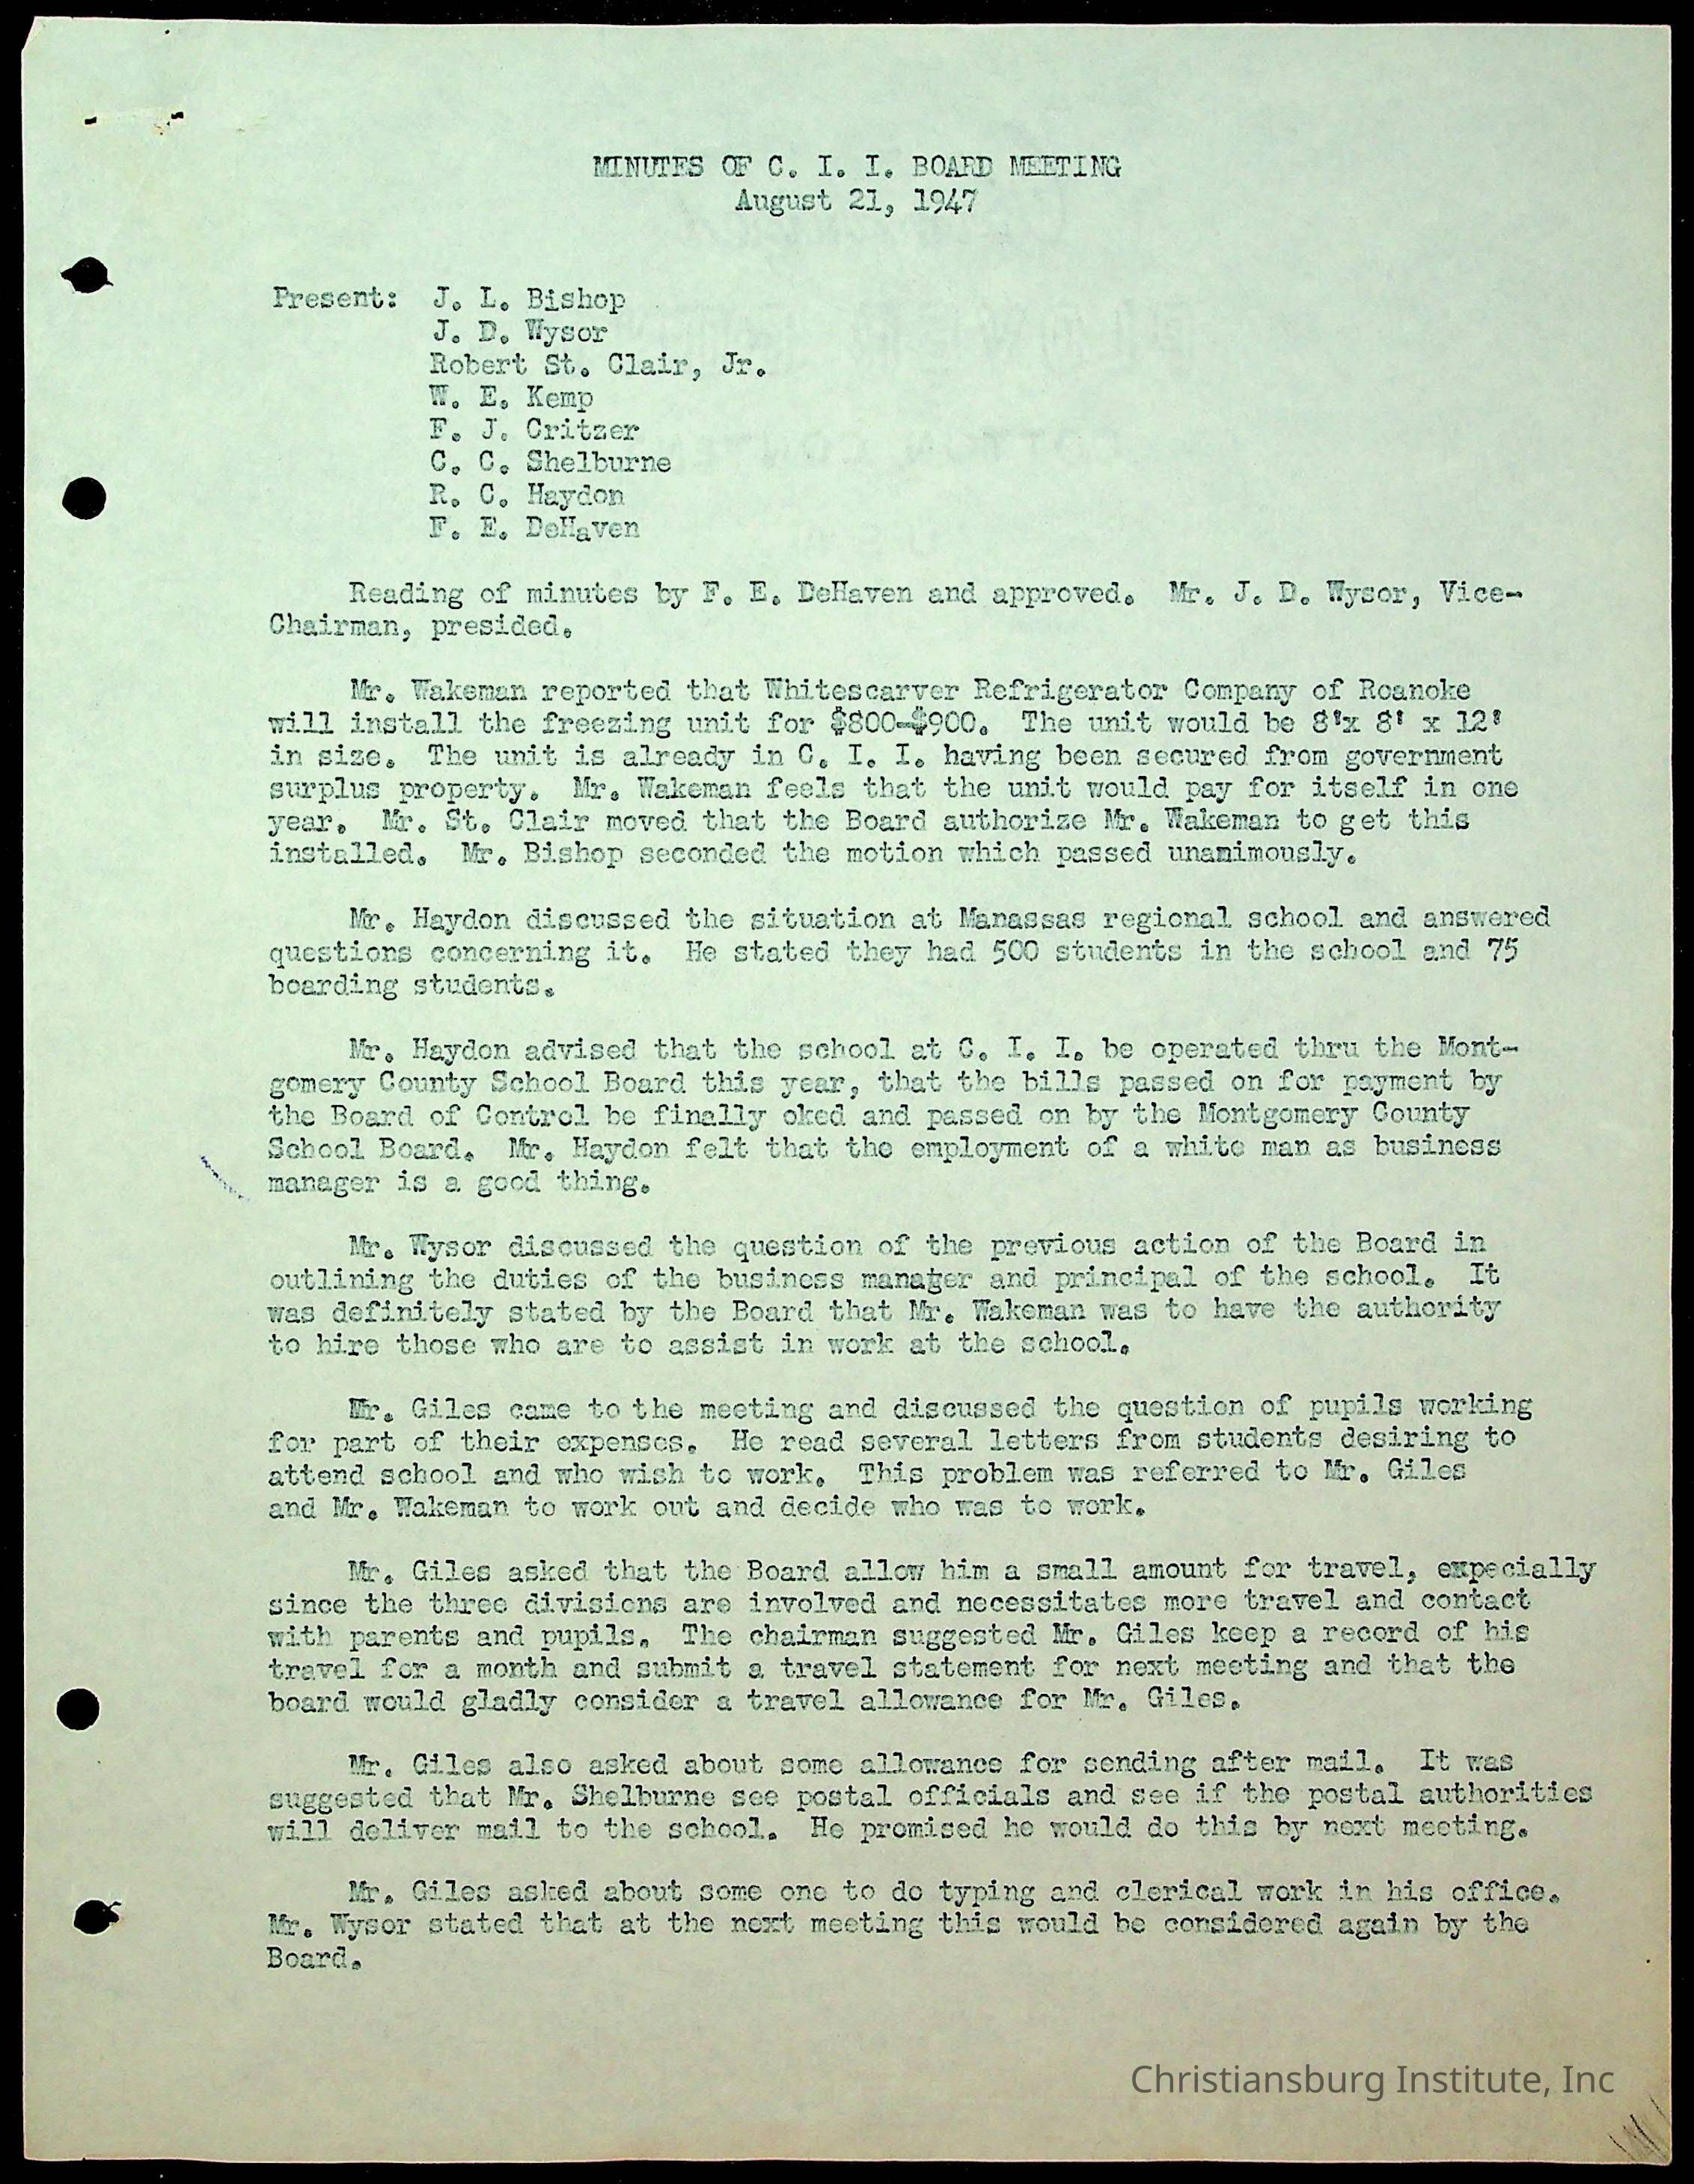 MINUTES OF C. I. I. BOARD MEETING
August 21, 1947
Present: J. L. Bishop
J. D. Wysor
Robert St. Clair, Jr.
W. E. Kemp
F. J. Critzer
C. C. Shelburne
R. C. Haydon
F. E. DeHaven
Reading of minutes by F. E. DeHaven and approved. Mr. J. D. Wysor, Vice-
Chairman, presided.
Mr. Wakeman reported that Whitescarver Refrigerator Company of Roanoke
will install the freezing unit for $800-$900. The unit would be 8'x 8' x 12'
in size. The unit is already in C. I. I. having been secured from government
surplus property. Mr. Wakeman feels that the unit would pay for itself in one
year. Mr. St. Clair moved that the Board authorize Mr. Wakeman to get this
installed. Mr. Bishop seconded the motion which passed unanimously.
Mr. Haydon discussed the situation at Manassas regional school and answered
questions concerning it. He stated they had 500 students in the school and 75
boarding students.
Mr. Haydon advised that the school at C. I. I. be operated thru the Mont-
gomery County School Board this year, that the bills passed on for payment by
the Board of Control be finally oked and passed on by the Montgomery County
School Board. Mr. Haydon felt that the employment of a white man as business
manager is a good thing.
Mr. Wysor discussed the question of the previous action of the Board in
outlining the duties of the business manager and principal of the school. It
was definitely stated by the Board that Mr. Wakeman was to have the authority
to hire those who are to assist in work at the school.
Mr. Giles came to the meeting and discussed the question of pupils working
for part of their expenses. He read several letters from students desiring to
attend school and who wish to work. This problem was referred to Mr. Giles
and Mr. Wakeman to work out and decide who was to work.
Mr. Giles asked that the Board allow him a small amount for travel, expecially
since the three divisions are involved and necessitates more travel and contact
with parents and pupils. The chairman suggested Mr. Giles keep a record of his
travel for a month and submit a travel statement for next meeting and that the
board would gladly consider a travel allowance for Mr. Giles.
Mr. Giles also asked about some allowance for sending after mail. It was
suggested that Mr. Shelburne see postal officials and see if the postal authorities
will deliver mail to the school. He promised he would do this by next meeting.
Mr. Giles asked about some one to do typing and clerical work in his office.
Mr. Wysor stated that at the next meeting this would be considered again by the
Board.
Christiansburg Institute, Inc